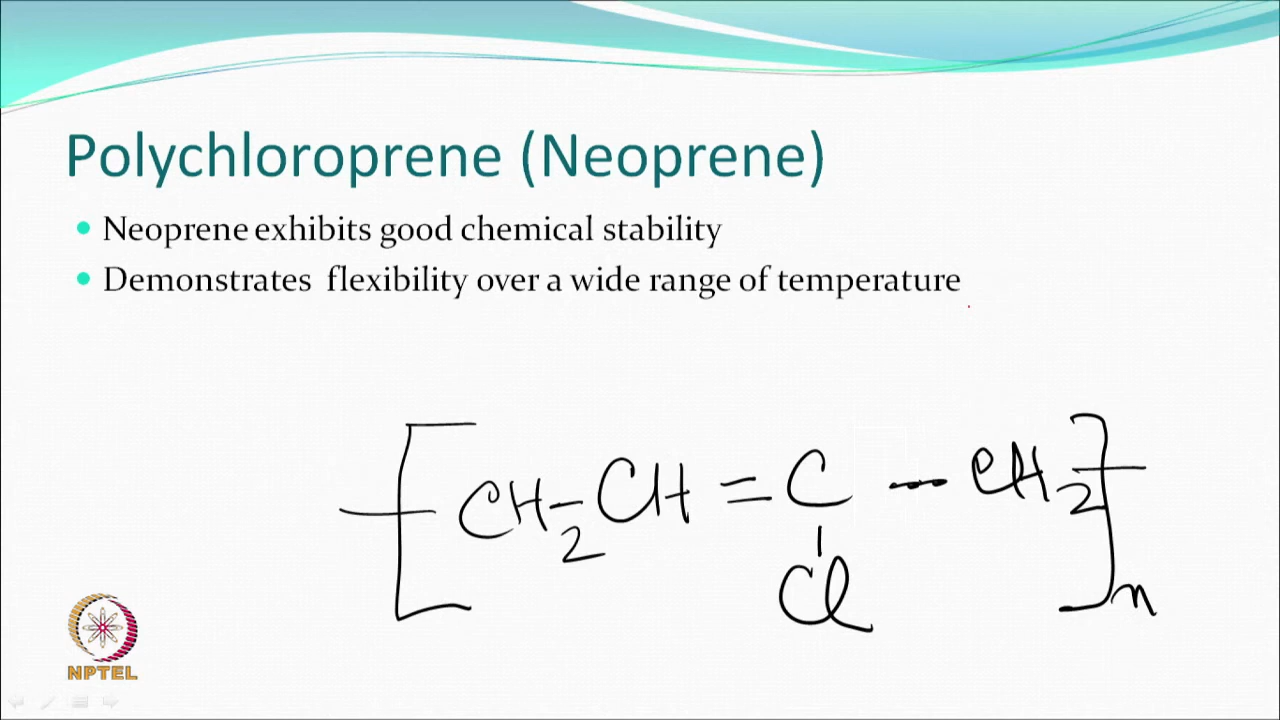 Polychloroprene (Neoprene)
Neoprene exhibits good chemical stability
Demonstrates flexibility over a wide range of temperature
[CH2-CH=C-CH2]n
Cl
NPTEL